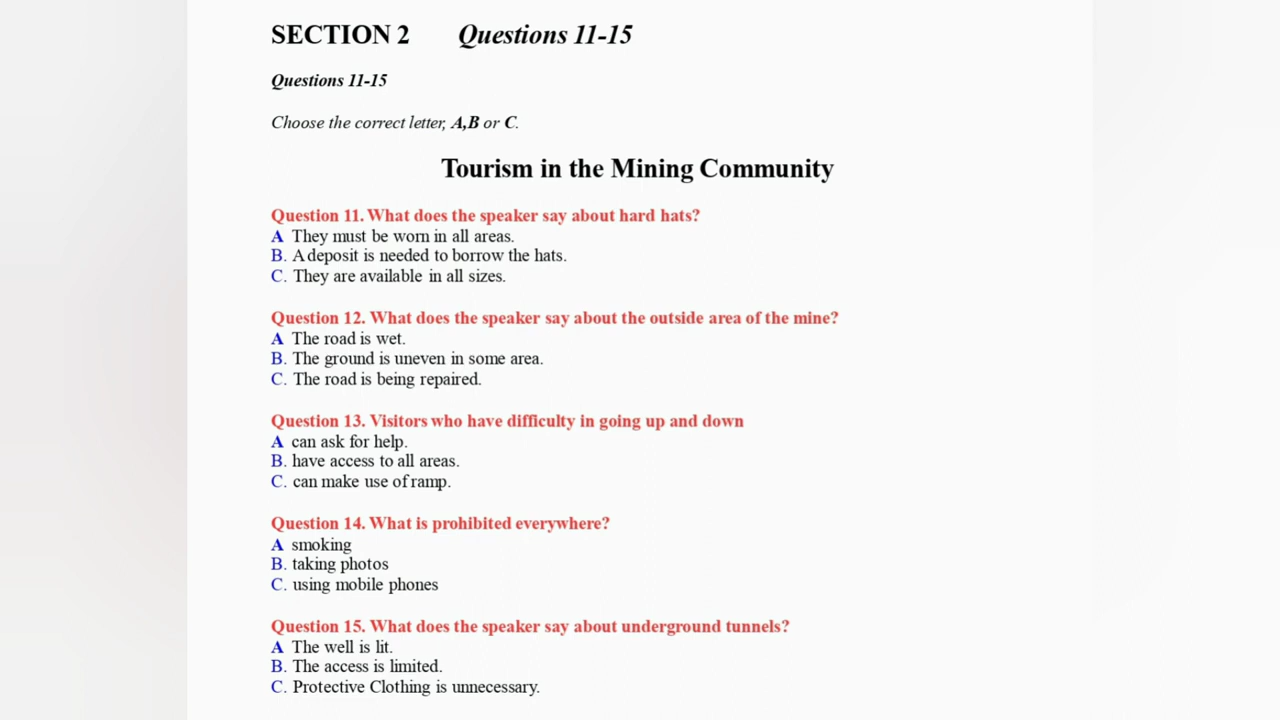 SECTION 2 Questions 11-15
Questions 11-15
Choose the correct letter, A,B or C.
Tourism in the Mining Community
Question 11. What does the speaker say about hard hats?
A They must be worn in all areas.
B. A deposit is needed to borrow the hats.
C. They are available in all sizes.
Question 12. What does the speaker say about the outside area of the mine?
A The road is wet.
B. The ground is uneven in some area.
C. The road is being repaired.
Question 13. Visitors who have difficulty in going up and down
A can ask for help.
B. have access to all areas.
C. can make use of ramp.
Question 14. What is prohibited everywhere?
A smoking
B. taking photos
C. using mobile phones
Question 15. What does the speaker say about underground tunnels?
A The well is lit.
B. The access is limited.
C. Protective Clothing is unnecessary.